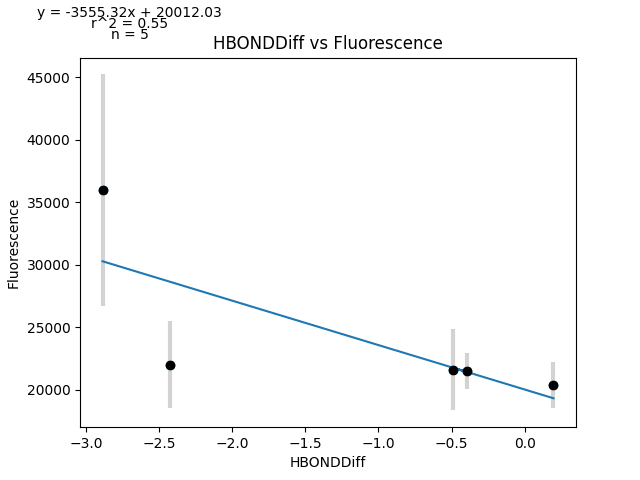 y = -3555.32x + 20012.03
r^2 = 0.55
n = 5
HBONDDiff vs Fluorescence
45000
40000
35000
30000
25000
20000
Fluorescence
−3.0 −2.5 −2.0 −1.5 −1.0 −0.5 0.0
HBONDDiff